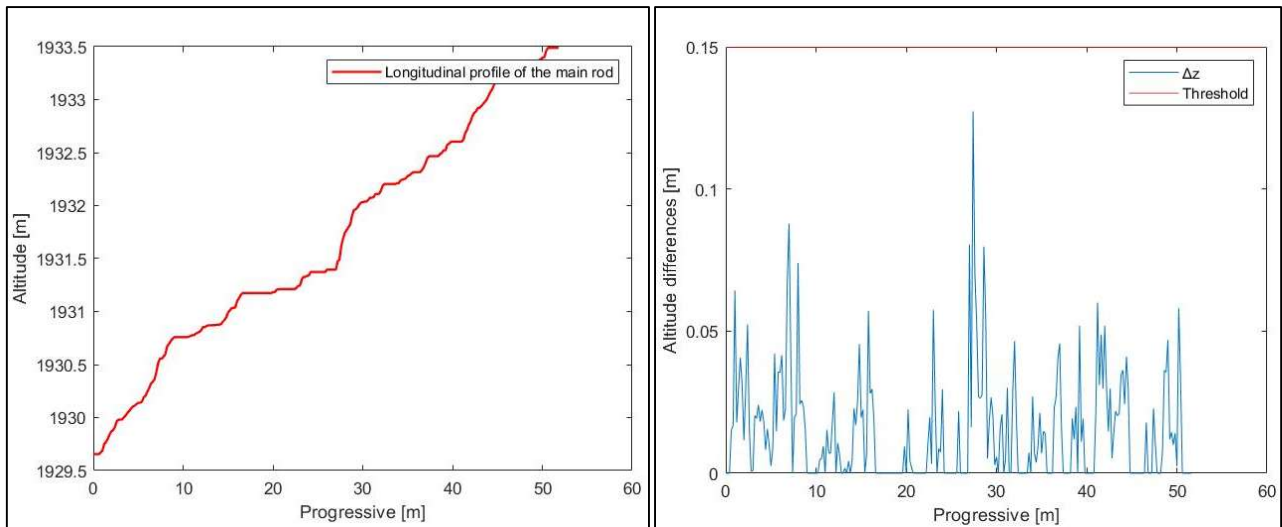 1933.5
1933
1932.5
1932
1931.5
1931
1930.5
1930
1929.5
Altitude [m]
Longitudinal profile of the main rod
0 10 20 30 40 50 60
Progressive [m]
0.15
0.1
0.05
0
Altitude differences [m]
Δz
Threshold
0 10 20 30 40 50 60
Progressive [m]